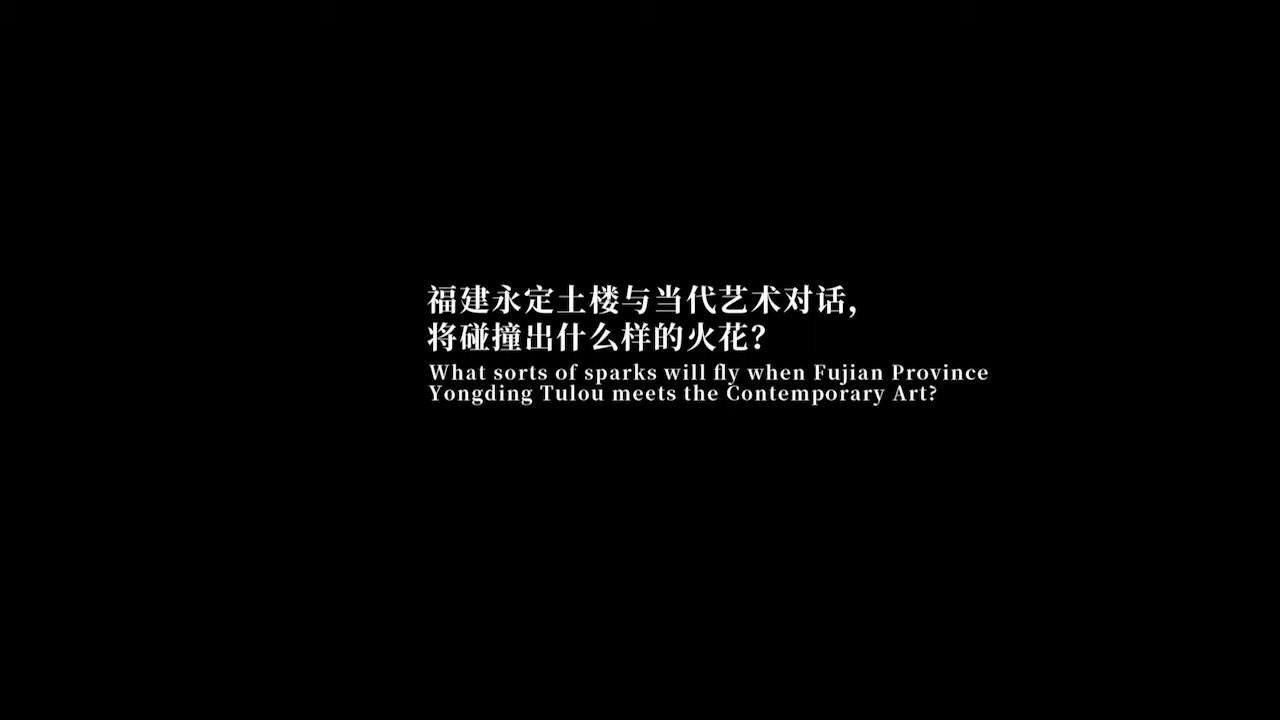 福建永定土楼与当代艺术对话，
将碰撞出什么样的火花？
What sorts of sparks will fly when Fujian Province
Yongding Tulou meets the Contemporary Art?